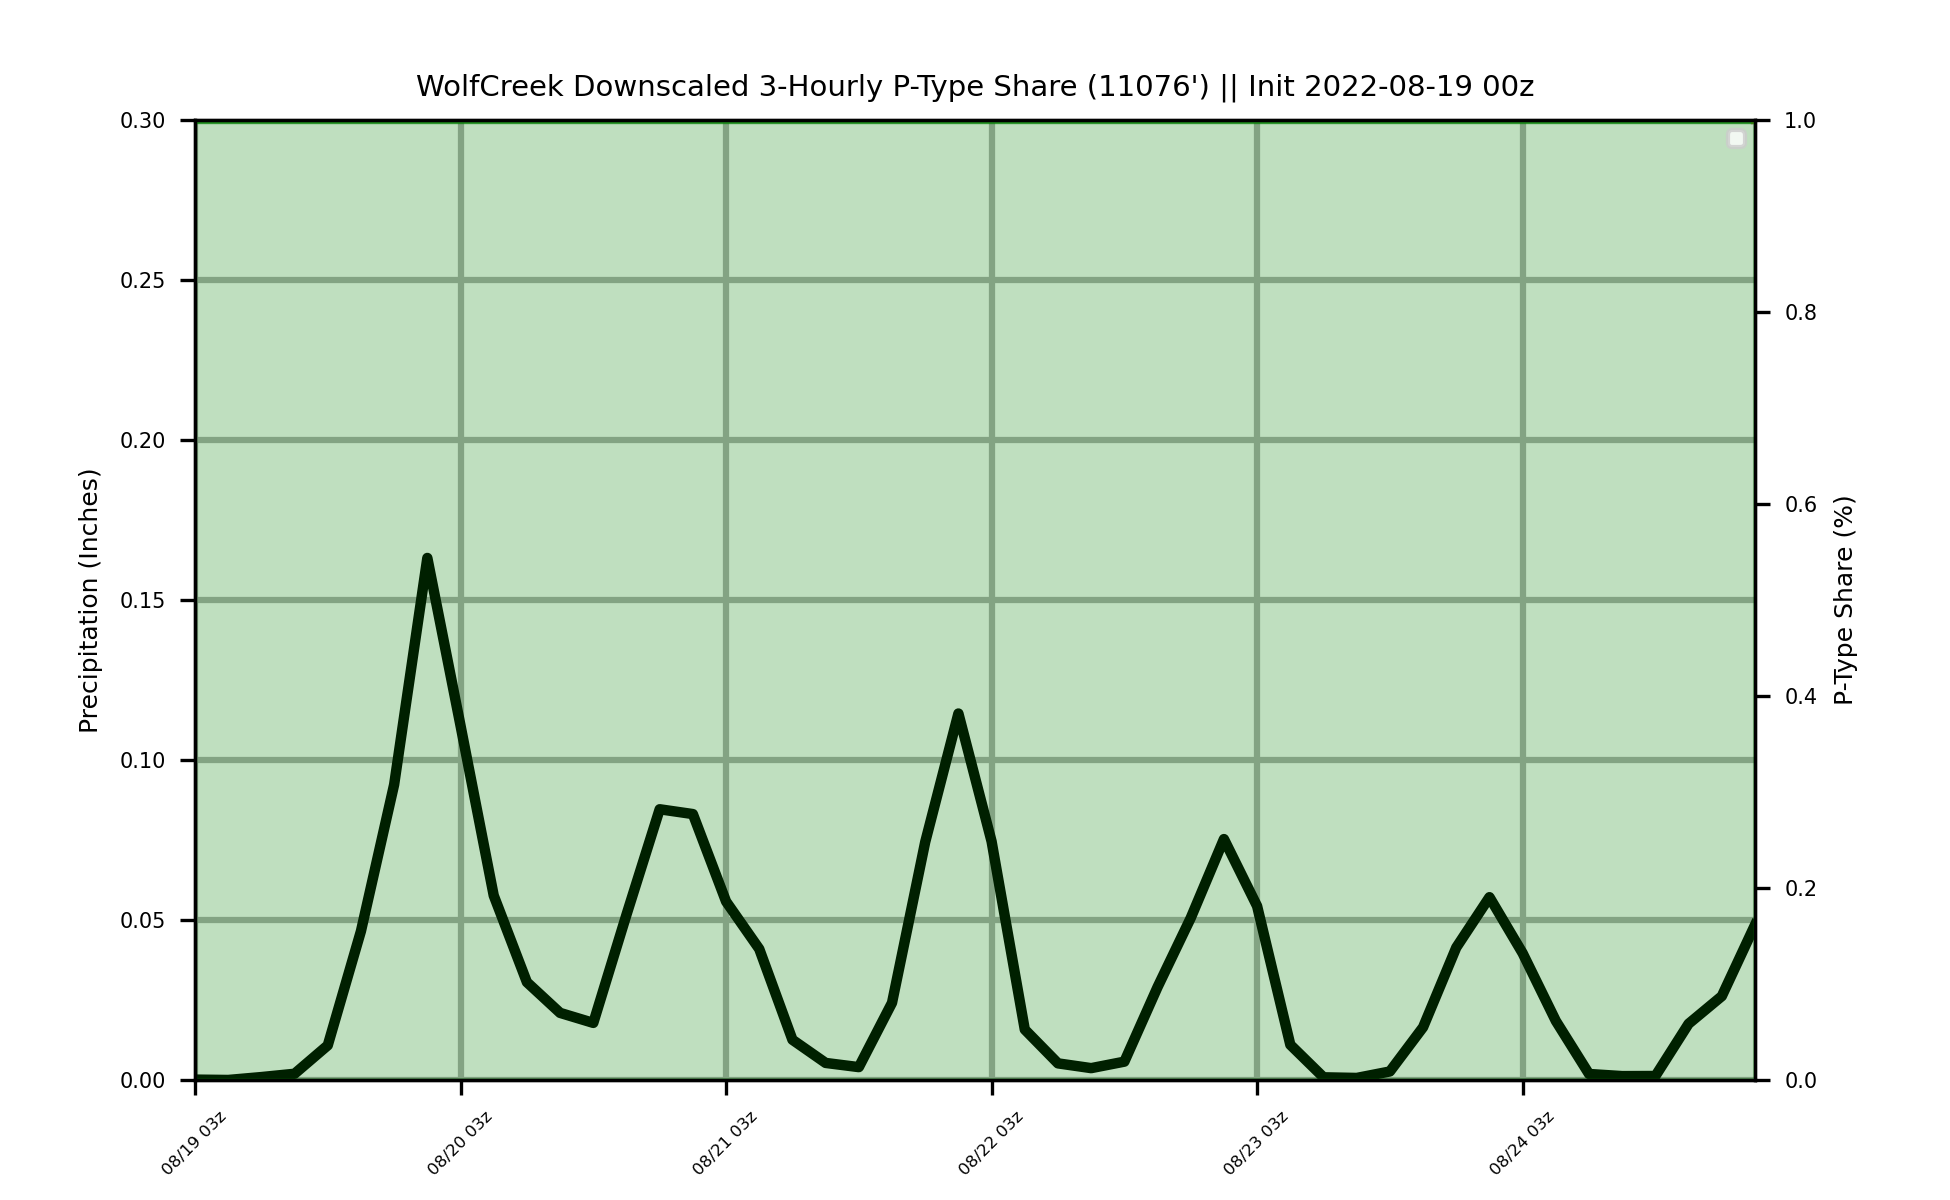 WolfCreek Downscaled 3-Hourly P-Type Share (11076') || Init 2022-08-19 00z
0.30
0.25
0.20
0.15
0.10
0.05
0.00
Precipitation (Inches)
1.0
0.8
0.6
0.4
0.2
0.0
P-Type Share (%)
08/19 03z
08/20 03z
08/21 03z
08/22 03z
08/23 03z
08/24 03z